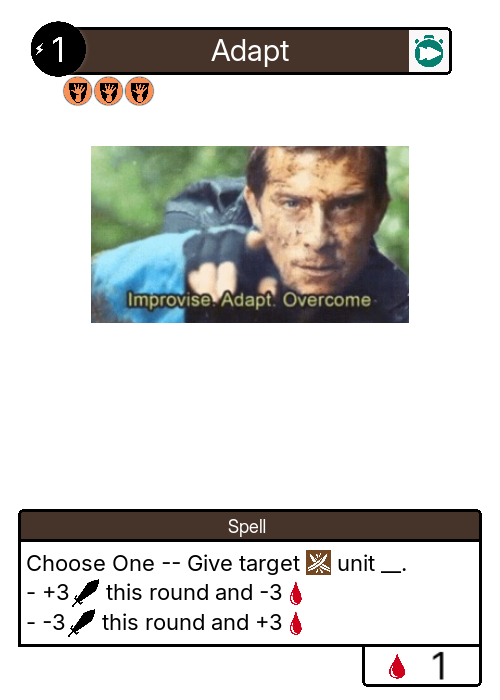 1
Adapt
Improvise. Adapt. Overcome
Spell
Choose One -- Give target unit __.
- +3 this round and -3
- -3 this round and +3
1